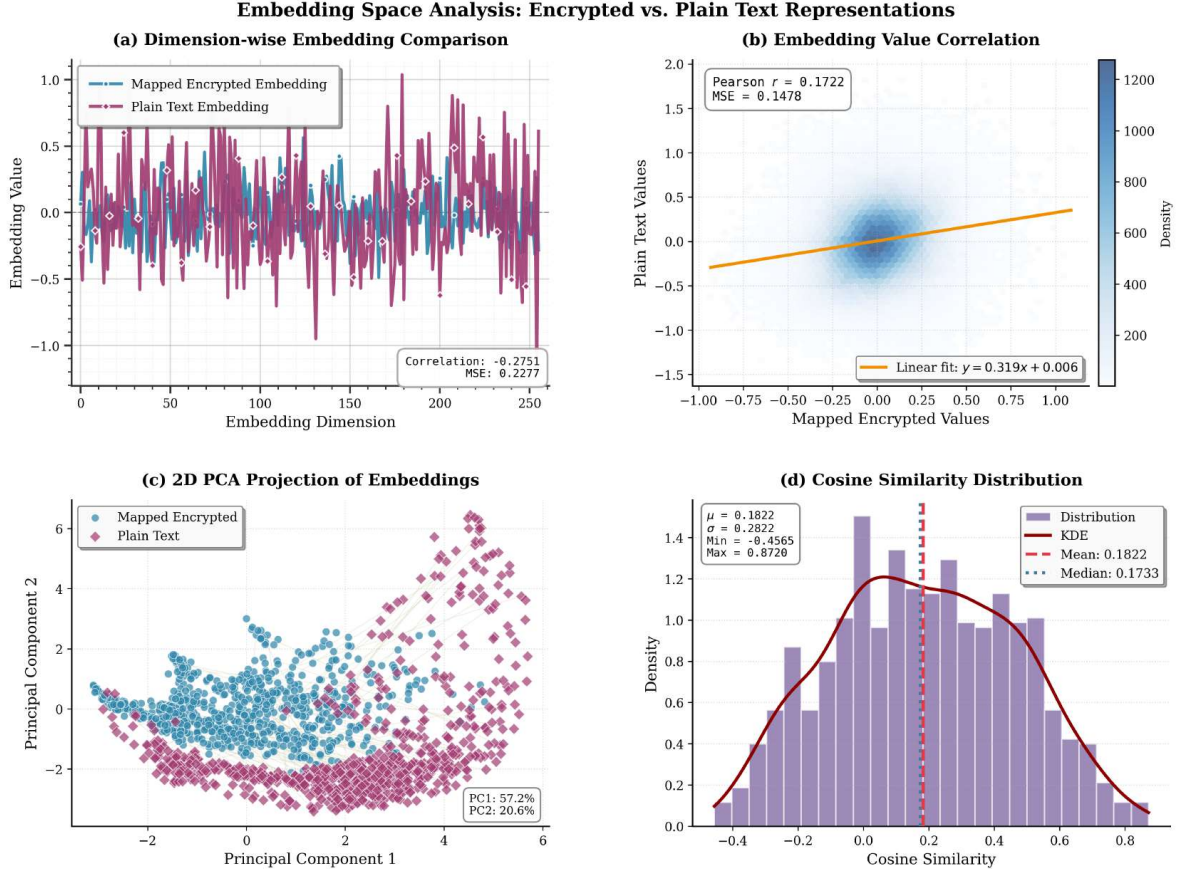 Embedding Space Analysis: Encrypted vs. Plain Text Representations
(a) Dimension-wise Embedding Comparison
Mapped Encrypted Embedding
Plain Text Embedding
1.0
0.5
0.0
−0.5
−1.0
Embedding Value
Correlation: -0.2751
MSE: 0.2277
0 50 100 150 200 250
Embedding Dimension
(b) Embedding Value Correlation
Pearson r = 0.1722
MSE = 0.1478
2.0
1.5
1.0
0.5
0.0
−0.5
−1.0
−1.5
Plain Text Values
Linear fit: y = 0.319x + 0.006
−1.00 −0.75 −0.50 −0.25 0.00 0.25 0.50 0.75 1.00
Mapped Encrypted Values
1200
1000
800
600
400
200
Density
(c) 2D PCA Projection of Embeddings
Mapped Encrypted
Plain Text
6
4
2
0
−2
Principal Component 2
PC1: 57.2%
PC2: 20.6%
−2 0 2 4 6
Principal Component 1
(d) Cosine Similarity Distribution
μ = 0.1822
σ = 0.2822
Min = -0.4565
Max = 0.8720
Distribution
KDE
Mean: 0.1822
Median: 0.1733
1.4
1.2
1.0
0.8
0.6
0.4
0.2
0.0
Density
−0.4 −0.2 0.0 0.2 0.4 0.6 0.8
Cosine Similarity